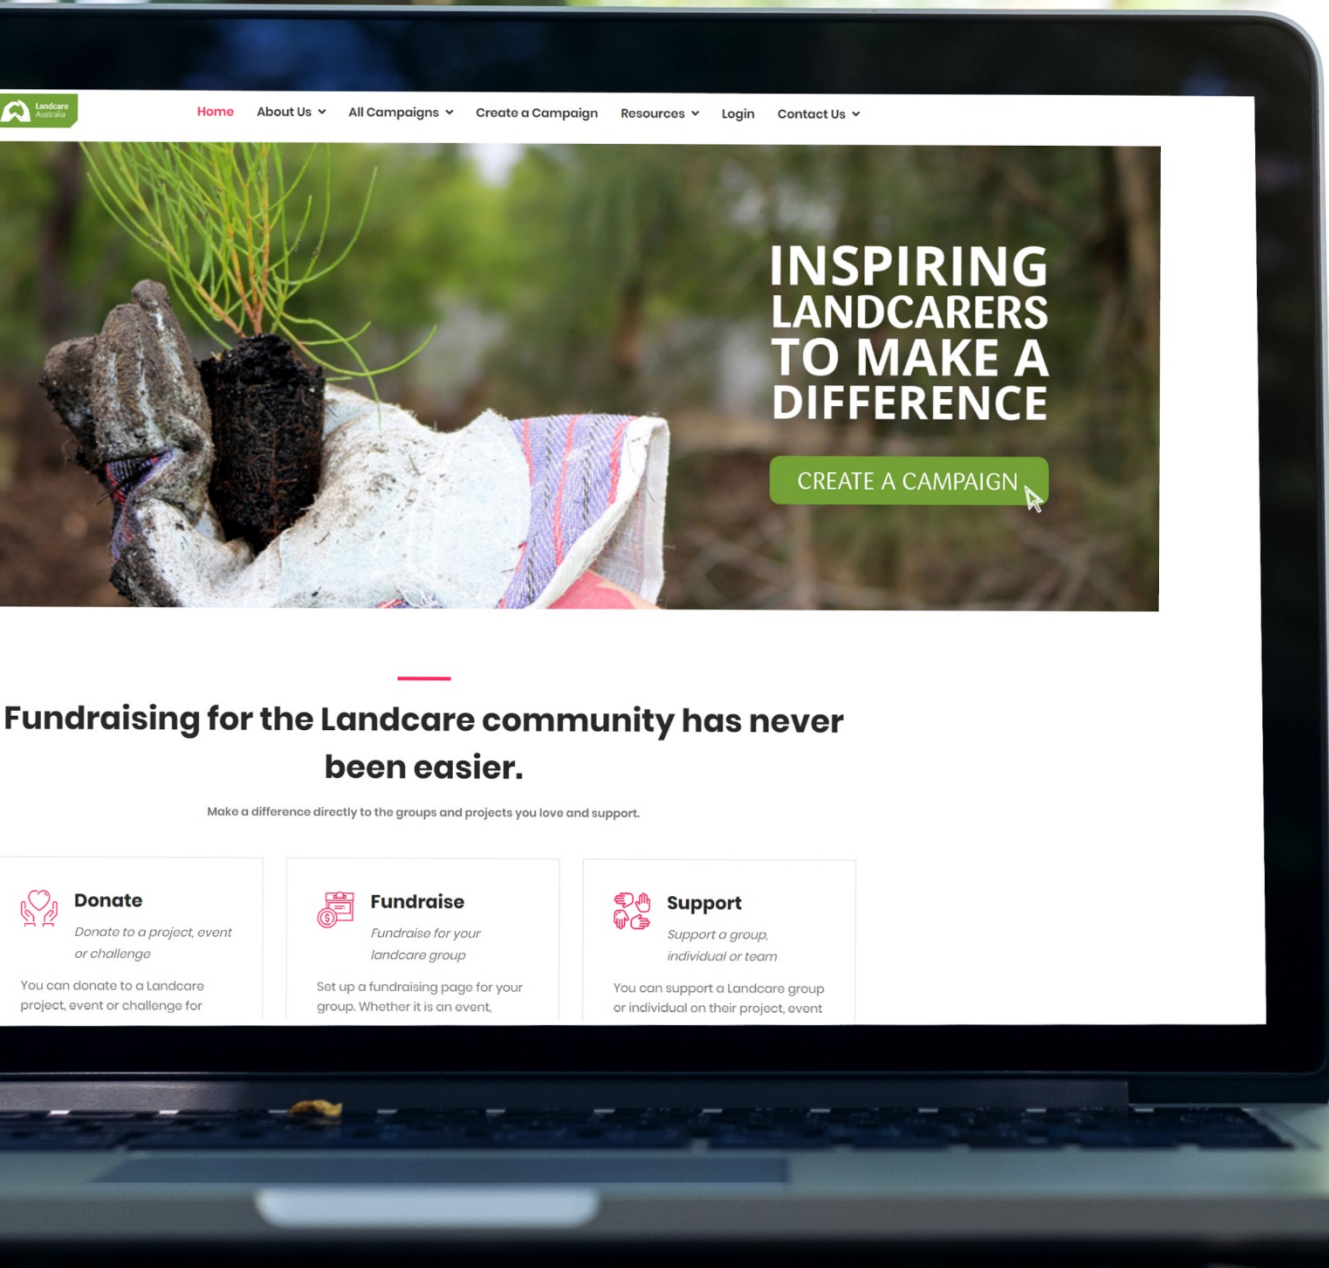 Landcare
Australia
Home About Us All Campaigns Create a Campaign Resources Login Contact Us
INSPIRING
LANDCARERS
TO MAKE A
DIFFERENCE
CREATE A CAMPAIGN
Fundraising for the Landcare community has never
been easier.
Make a difference directly to the groups and projects you love and support.
Donate
Donate to a project, event
or challenge
You can donate to a Landcare
project, event or challenge for
Fundraise
Fundraise for your
landcare group
Set up a fundraising page for your
group. Whether it is an event,
Support
Support a group,
individual or team
You can support a Landcare group
or individual on their project, event